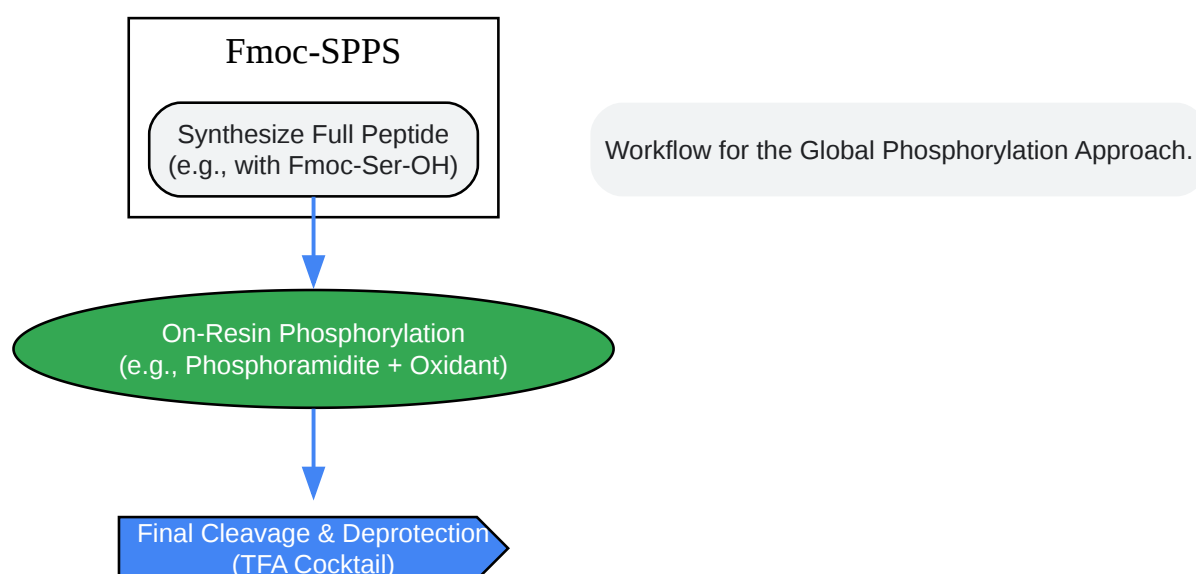 Fmoc-SPPS
Synthesize Full Peptide
(e.g., with Fmoc-Ser-OH)
Workflow for the Global Phosphorylation Approach.
On-Resin Phosphorylation
(e.g., Phosphoramidite + Oxidant)
Final Cleavage & Deprotection
(TFA Cocktail)